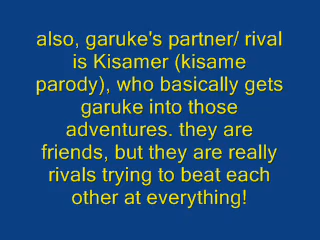 also, garuke's partner/ rival
is Kisamer (kisame
parody), who basically gets
garuke into those
adventures. they are
friends, but they are really
rivals trying to beat each
other at everything!